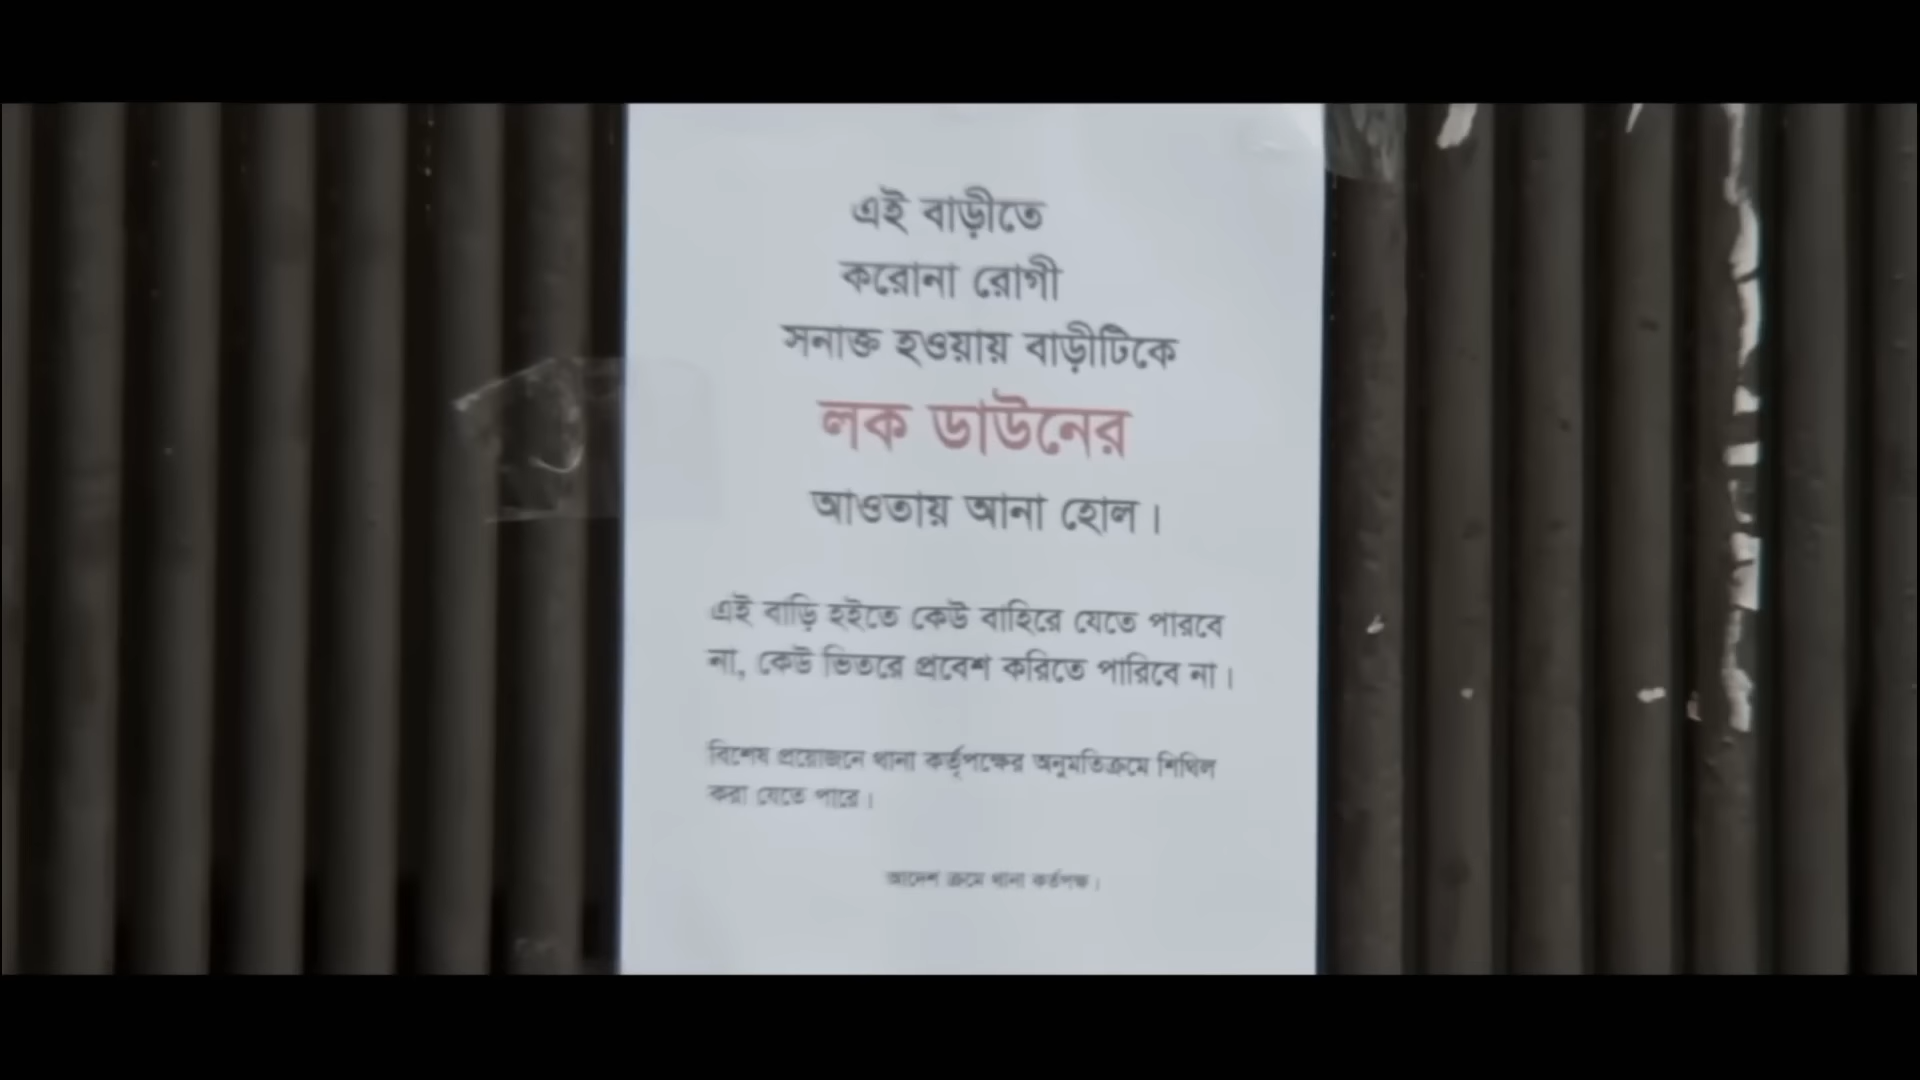 এই বাড়ীতে
করোনা রোগী
সনাক্ত হওয়ায় বাড়ীটিকে
লক ডাউনের
আওতায় আনা হোল।
এই বাড়ি হইতে কেউ বাহিরে যেতে পারবে
না, কেউ ভিতরে প্রবেশ করিতে পারিবে না।
বিশেষ প্রয়োজনে থানা কর্তৃপক্ষের অনুমতিক্রমে শিথিল
করা যেতে পারে।
আদেশ ক্রমে থানা কর্তৃপক্ষ।